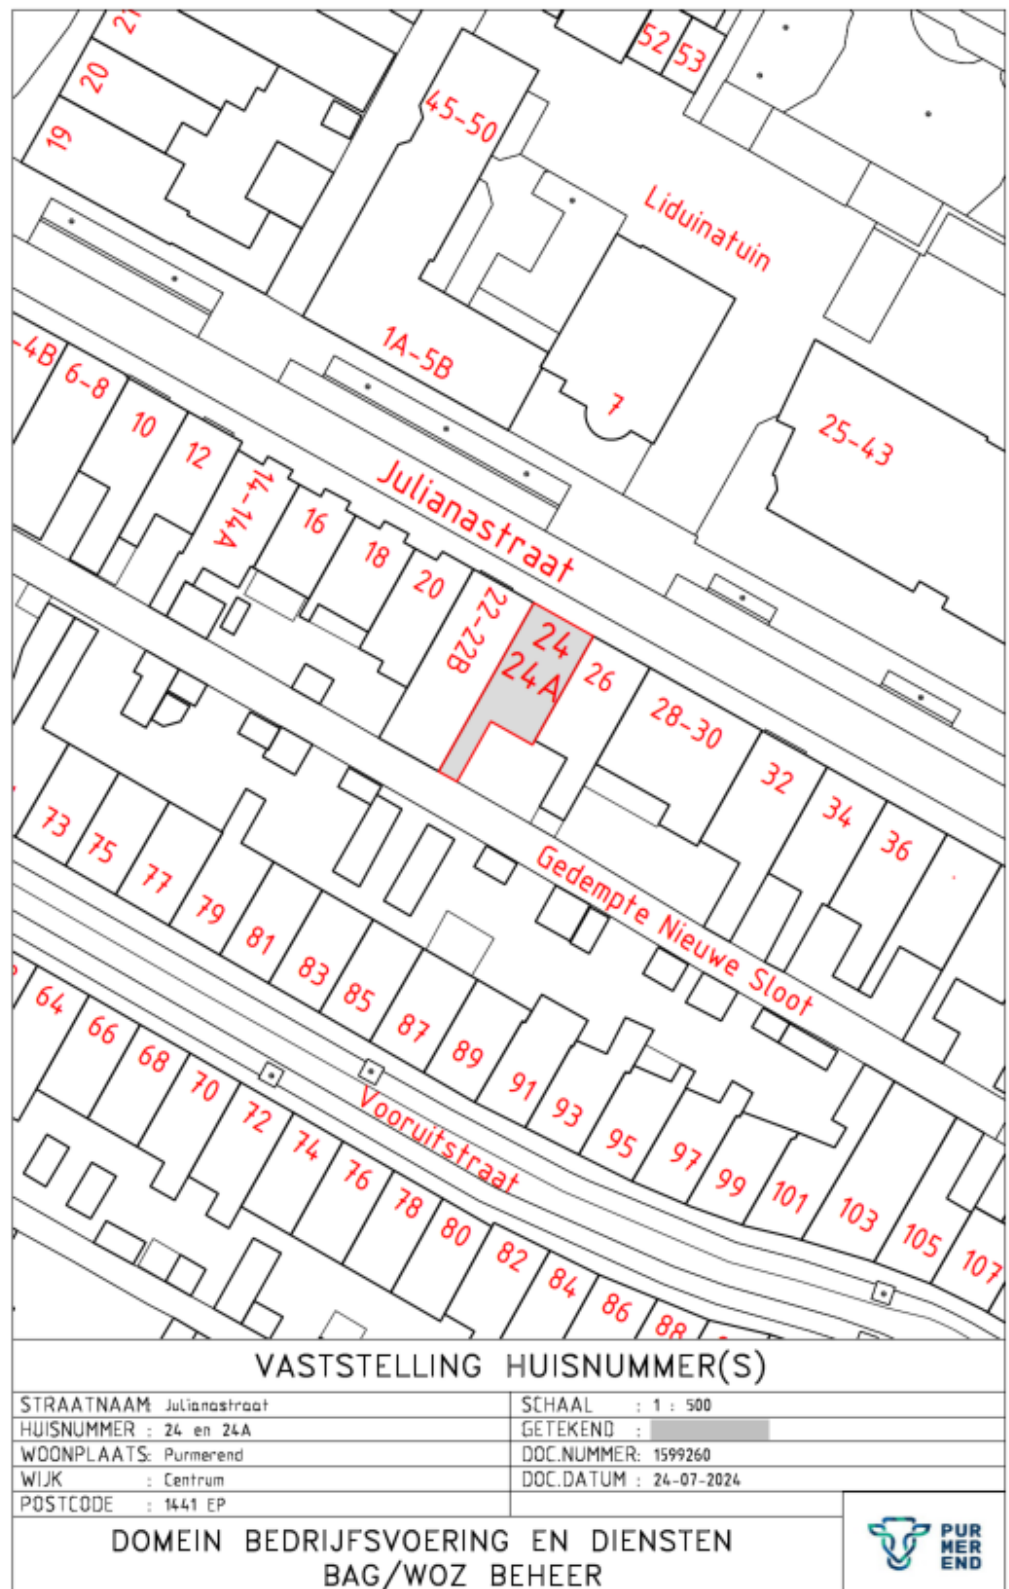 21
20
19
52
53
45-50
Liduinatuin
1A-5B
7
25-43
-4B
6-8
10
12
14-14A
16
18
20
22-22B
Julianastraat
24
24A
26
28-30
32
34
36
Gedempte Nieuwe Sloot
73
75
77
79
81
83
85
87
89
91
93
95
97
99
101
103
105
107
Vooruitstraat
64
66
68
70
72
74
76
78
80
82
84
86
88
VASTSTELLING HUISNUMMER(S)
STRAATNAAM: Julianastraat
SCHAAL : 1 : 500
HUISNUMMER : 24 en 24A
GETEKEND :
WOONPLAATS: Purmerend
DOC.NUMMER: 1599260
WIJK : Centrum
DOC.DATUM : 24-07-2024
POSTCODE : 1441 EP
DOMEIN BEDRIJFSVOERING EN DIENSTEN
BAG/WOZ BEHEER
PUR
MER
END